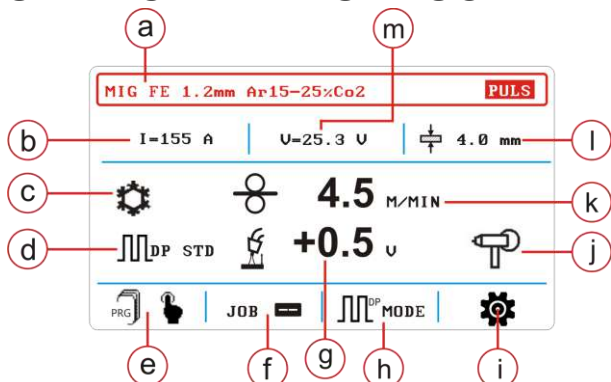 a
m
MIG FE 1.2mm Ar15-25%Co2 PULS
b I=155 A V=25.3 V 4.0 mm l
c 4.5 M/MIN k
d DP STD +0.5 V j
PRG JOB -- DP MODE
e f g h i